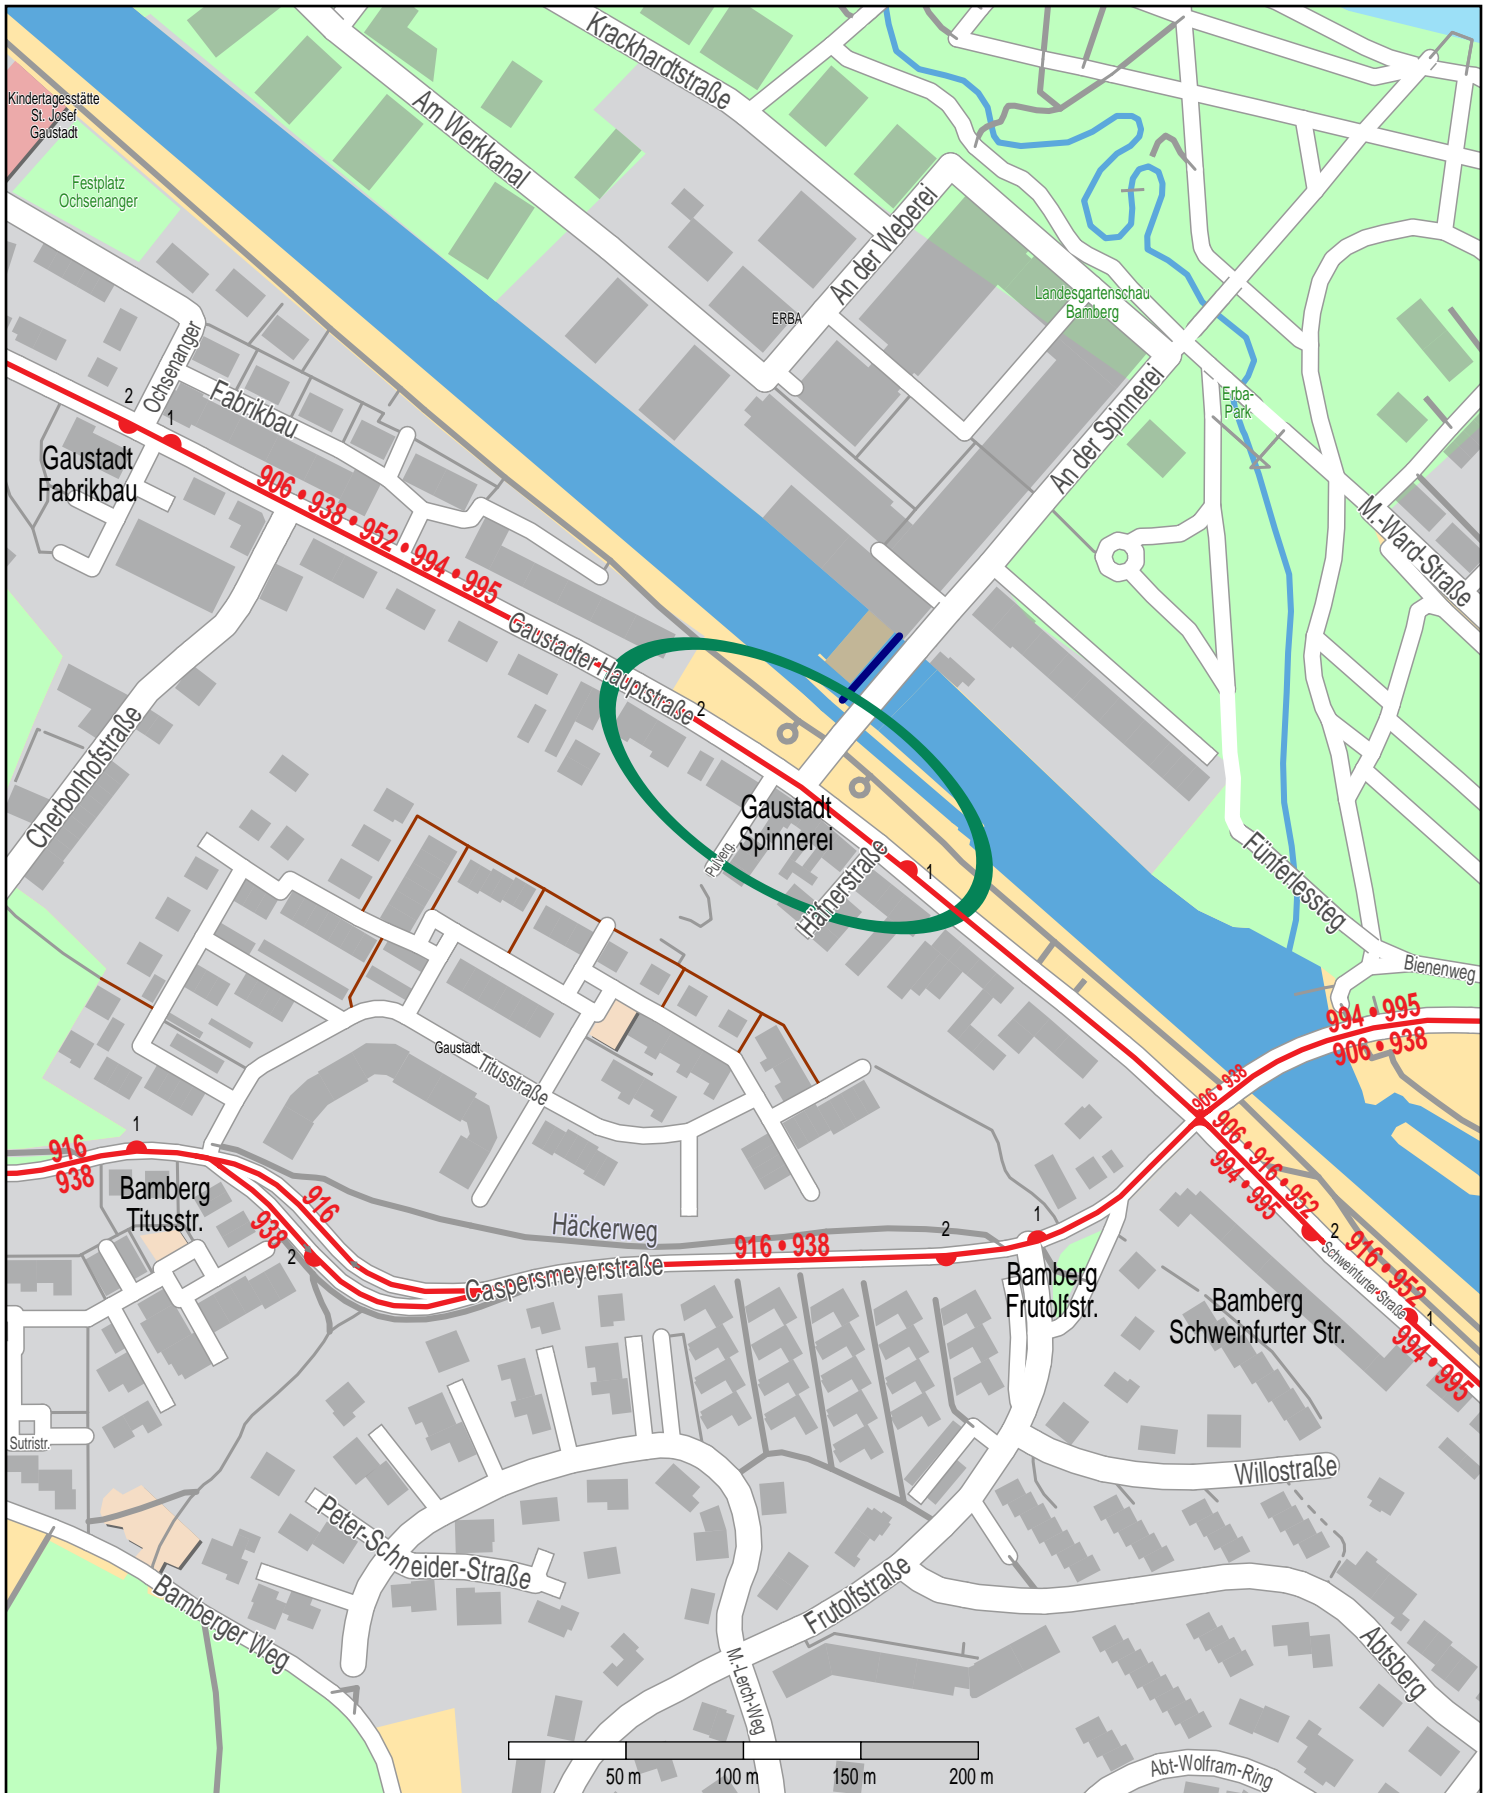 Krackhardtstraße
Am Werkkanal
Kindertagesstätte
St. Josef
Gaustadt
Festplatz
Ochsenanger
An der Weberei
Landesgartenschau
Bamberg
ERBA
Ochsenanger
2
1
Fabrikbau
An der Spinnerei
Erba-
Park
Gaustadt
Fabrikbau
906 • 938 • 952 • 994 • 995
M.-Ward-Straße
Gaustadter Hauptstraße
2
Cherbonhofstraße
Gaustadt
Spinnerei
Pulverg.
Häfnerstraße
1
Fünferlessteg
Bienenweg
994 • 995
906 • 938
Gaustadt
Titusstraße
906 • 938
906 • 916 • 952
994 • 995
1
916
938
Bamberg
Titusstr.
916
938
2
Häckerweg
916 • 938
2
1
Caspersmeyerstraße
Bamberg
Frutolfstr.
2
916 • 952
Schweinfurter Straße
1
994 • 995
Bamberg
Schweinfurter Str.
Sutristr.
Willostraße
Peter-Schneider-Straße
Bamberger Weg
Frutolfstraße
M.-Lerch-Weg
Abtsberg
Abt-Wolfram-Ring
50 m
100 m
150 m
200 m